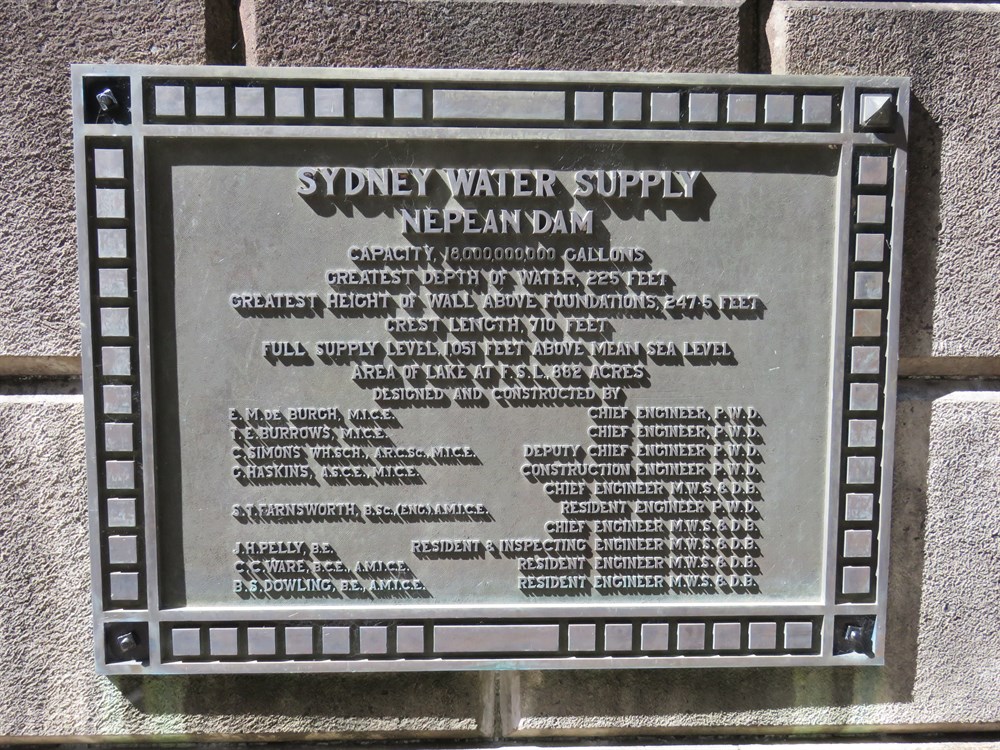 SYDNEY WATER SUPPLY
NEPEAN DAM
CAPACITY, 18,000,000,000 GALLONS
GREATEST DEPTH OF WATER, 225 FEET
GREATEST HEIGHT OF WALL ABOVE FOUNDATIONS, 247·5 FEET
CREST LENGTH, 710 FEET
FULL SUPPLY LEVEL, 1,051 FEET ABOVE MEAN SEA LEVEL
AREA OF LAKE AT F.S.L., 882 ACRES
DESIGNED AND CONSTRUCTED BY
E. M. DE BURGH, M.I.C.E. CHIEF ENGINEER, P.W.D.
T. E. BURROWS, M.I.C.E. CHIEF ENGINEER, P.W.D.
C. SIMONS WH.SCH., A.R.C.SC., M.I.C.E. DEPUTY CHIEF ENGINEER P.W.D.
G. HASKINS, A.S.C.E., M.I.C.E. CONSTRUCTION ENGINEER P.W.D.
CHIEF ENGINEER M.W.S. & D.B.
S.T. FARNSWORTH, B.SC., (ENG.) A.M.I.C.E. RESIDENT ENGINEER P.W.D.
CHIEF ENGINEER M.W.S. & D.B.
J.H. PELLY, B.E. RESIDENT & INSPECTING ENGINEER M.W.S. & D.B.
C. C. WARE, B.C.E., A.M.I.C.E. RESIDENT ENGINEER M.W.S. & D.B.
B. S. DOWLING, B.E., A.M.I.C.E. RESIDENT ENGINEER M.W.S. & D.B.